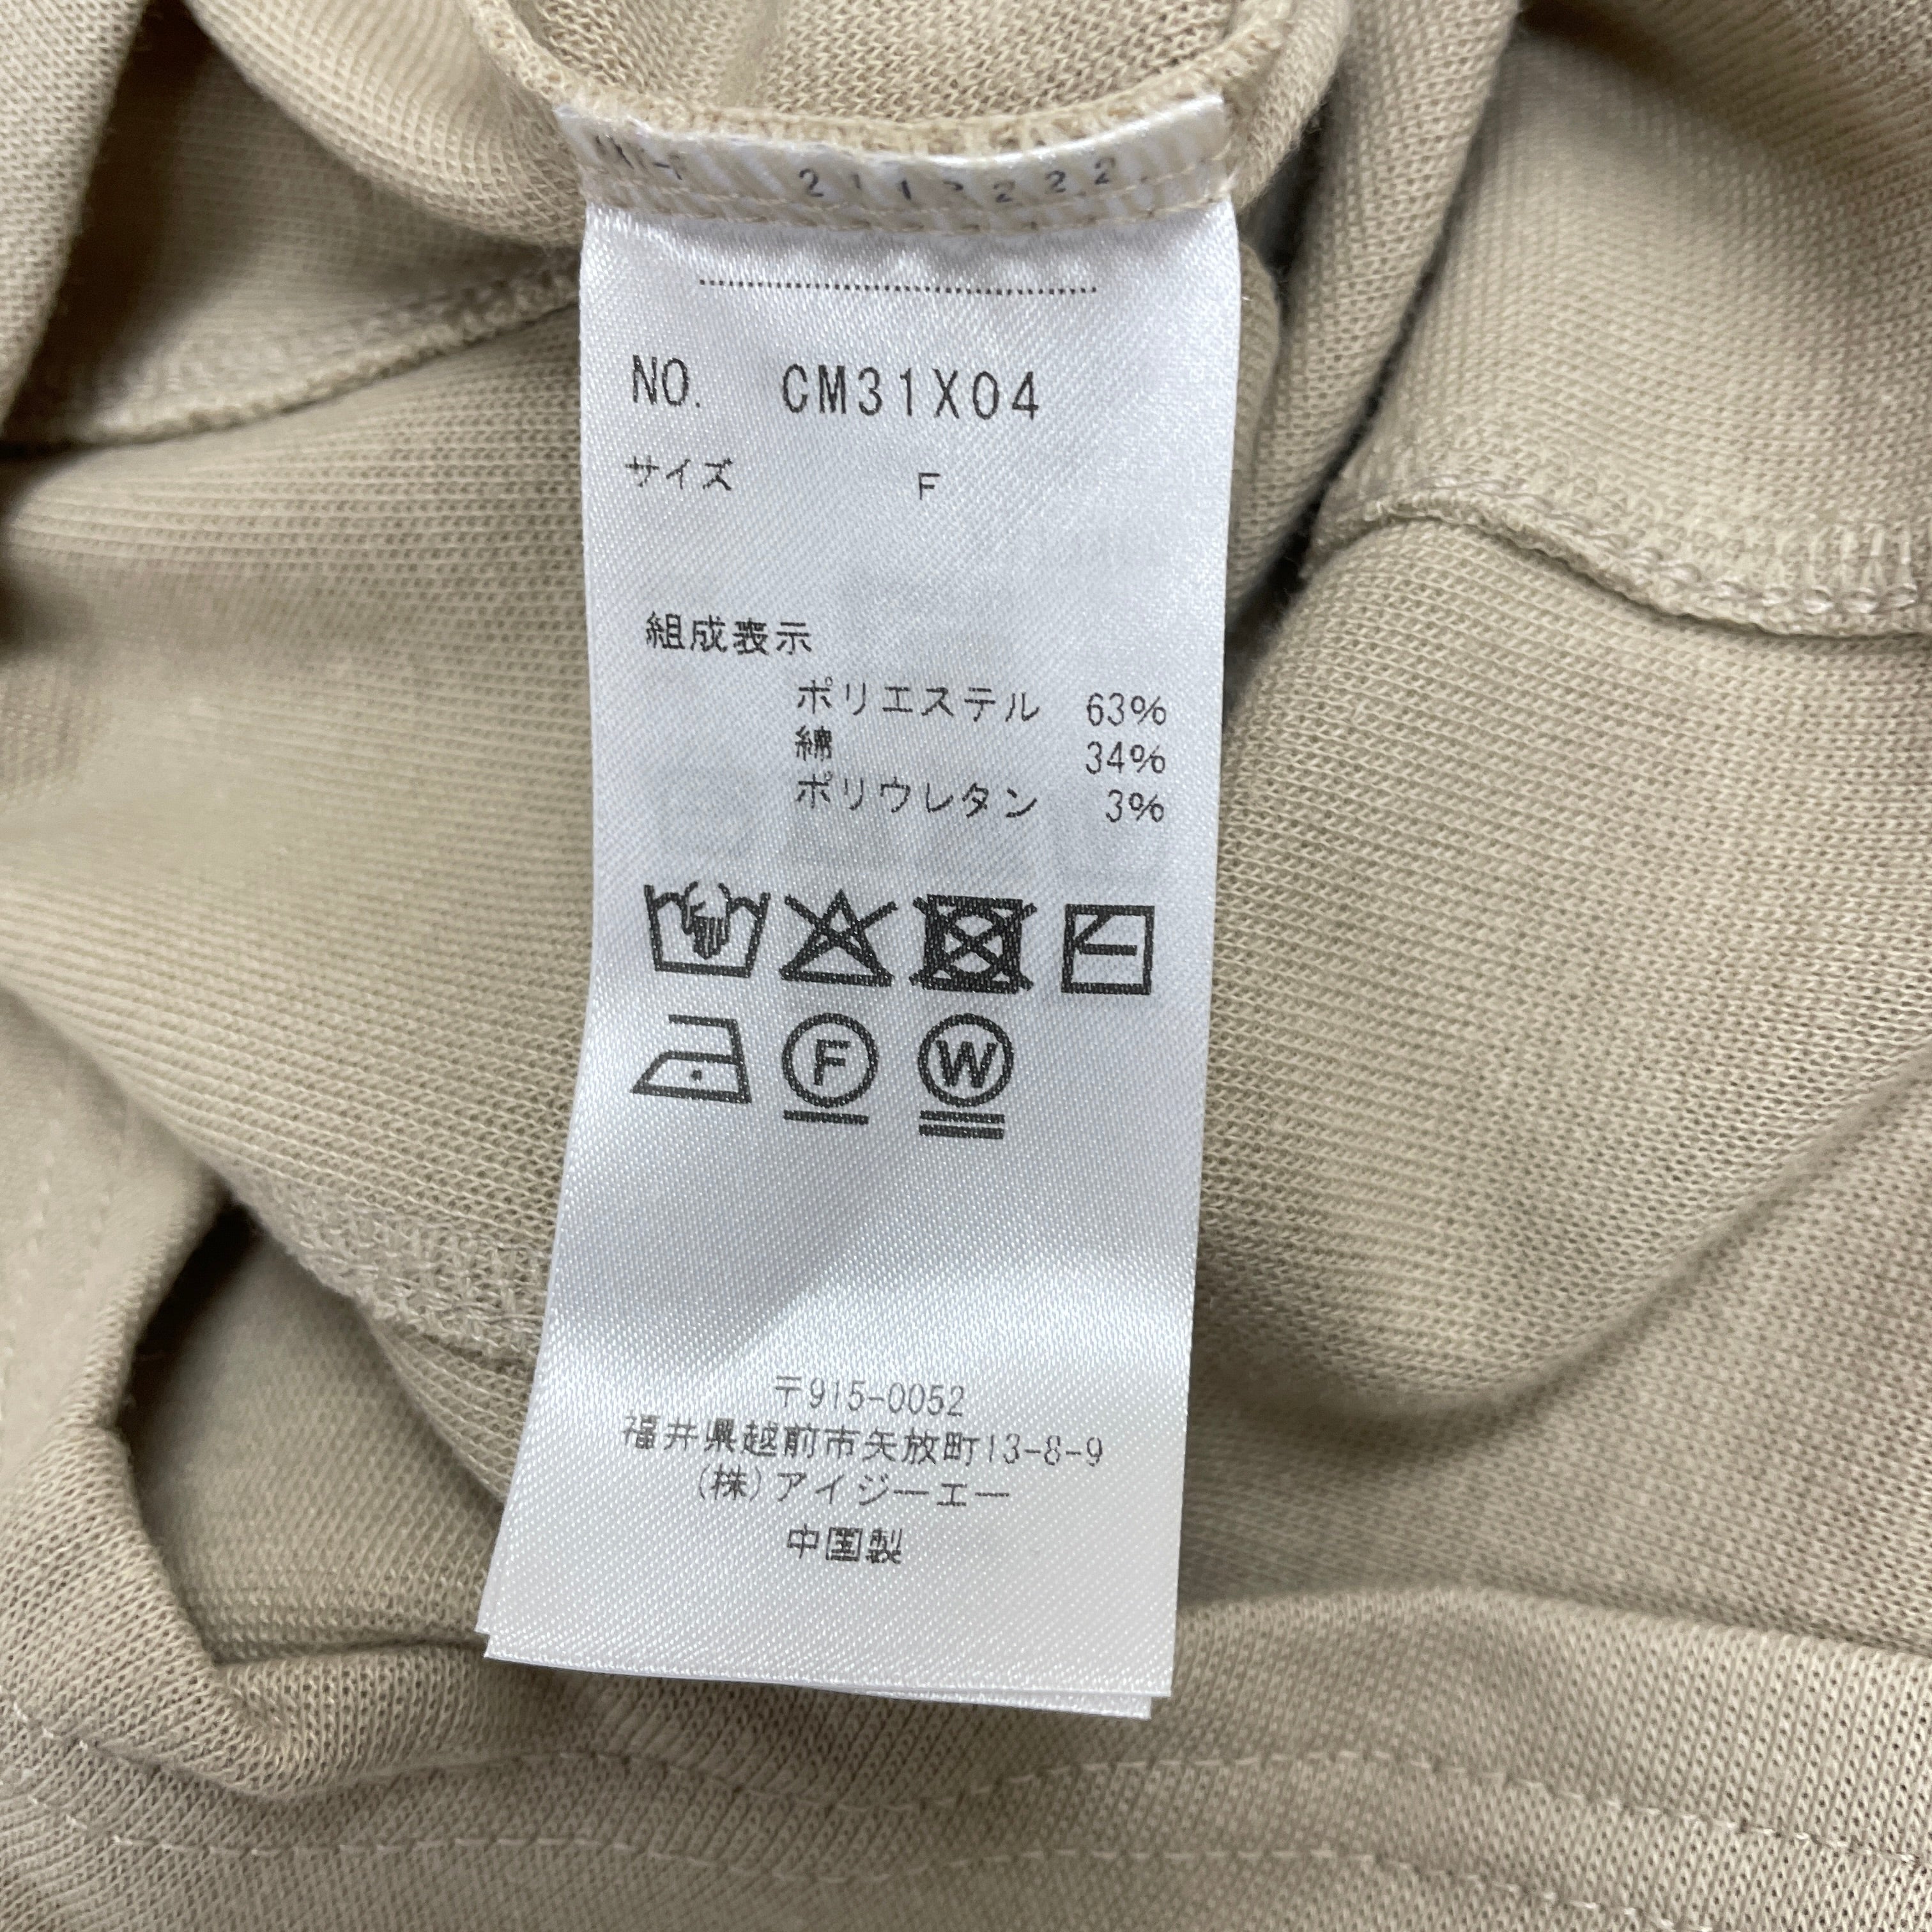 NO. CM31X04
サイズ F
組成表示
ポリエステル 63%
綿 34%
ポリウレタン 3%
F W
〒915-0052
福井県越前市矢放町13-8-9
(株)アイジーエー
中国製